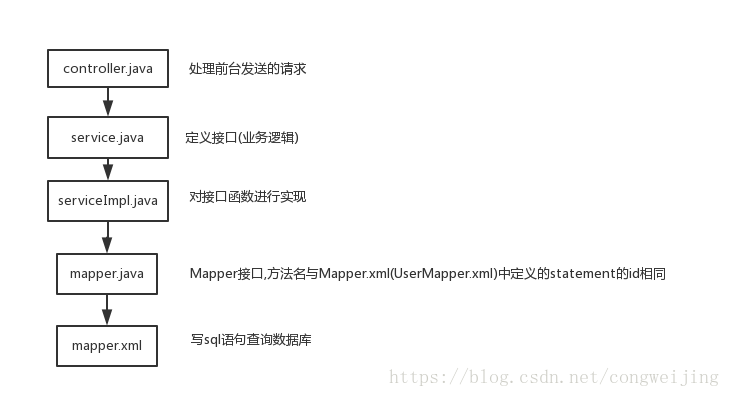 controller.java
处理前台发送的请求
service.java
定义接口(业务逻辑)
serviceImpl.java
对接口函数进行实现
mapper.java
Mapper接口,方法名与Mapper.xml(UserMapper.xml)中定义的statement的id相同
mapper.xml
写sql语句查询数据库
https://blog.csdn.net/congweijing